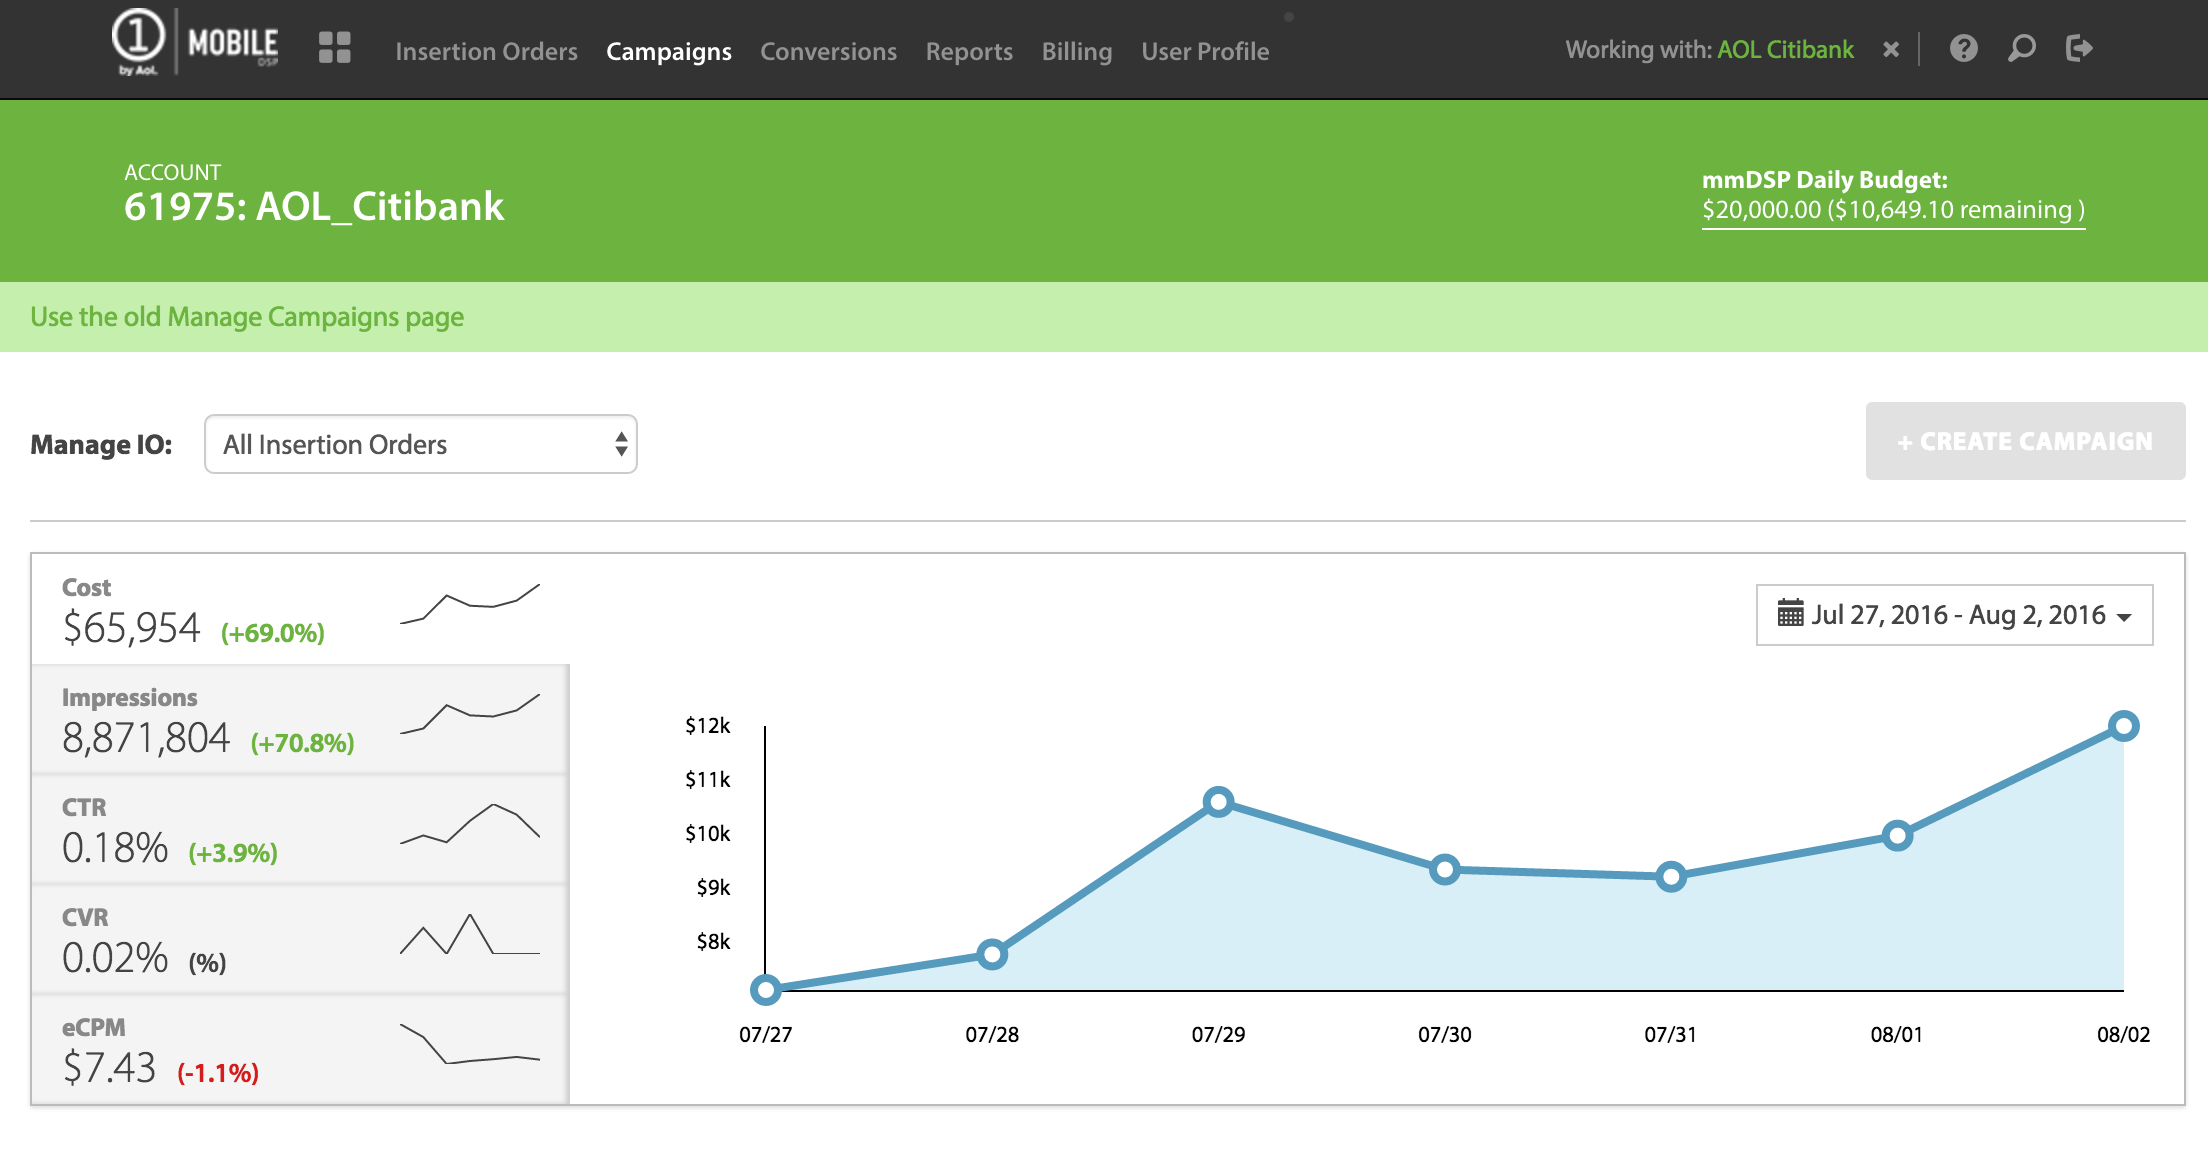 1 by Aol. MOBILE DSP
Insertion Orders Campaigns Conversions Reports Billing User Profile
Working with: AOL Citibank
ACCOUNT
61975: AOL_Citibank
mmDSP Daily Budget:
$20,000.00 ($10,649.10 remaining )
Use the old Manage Campaigns page
Manage IO: All Insertion Orders
+ CREATE CAMPAIGN
Cost
$65,954 (+69.0%)
Impressions
8,871,804 (+70.8%)
CTR
0.18% (+3.9%)
CVR
0.02% (%)
eCPM
$7.43 (-1.1%)
Jul 27, 2016 - Aug 2, 2016
$12k
$11k
$10k
$9k
$8k
07/27 07/28 07/29 07/30 07/31 08/01 08/02